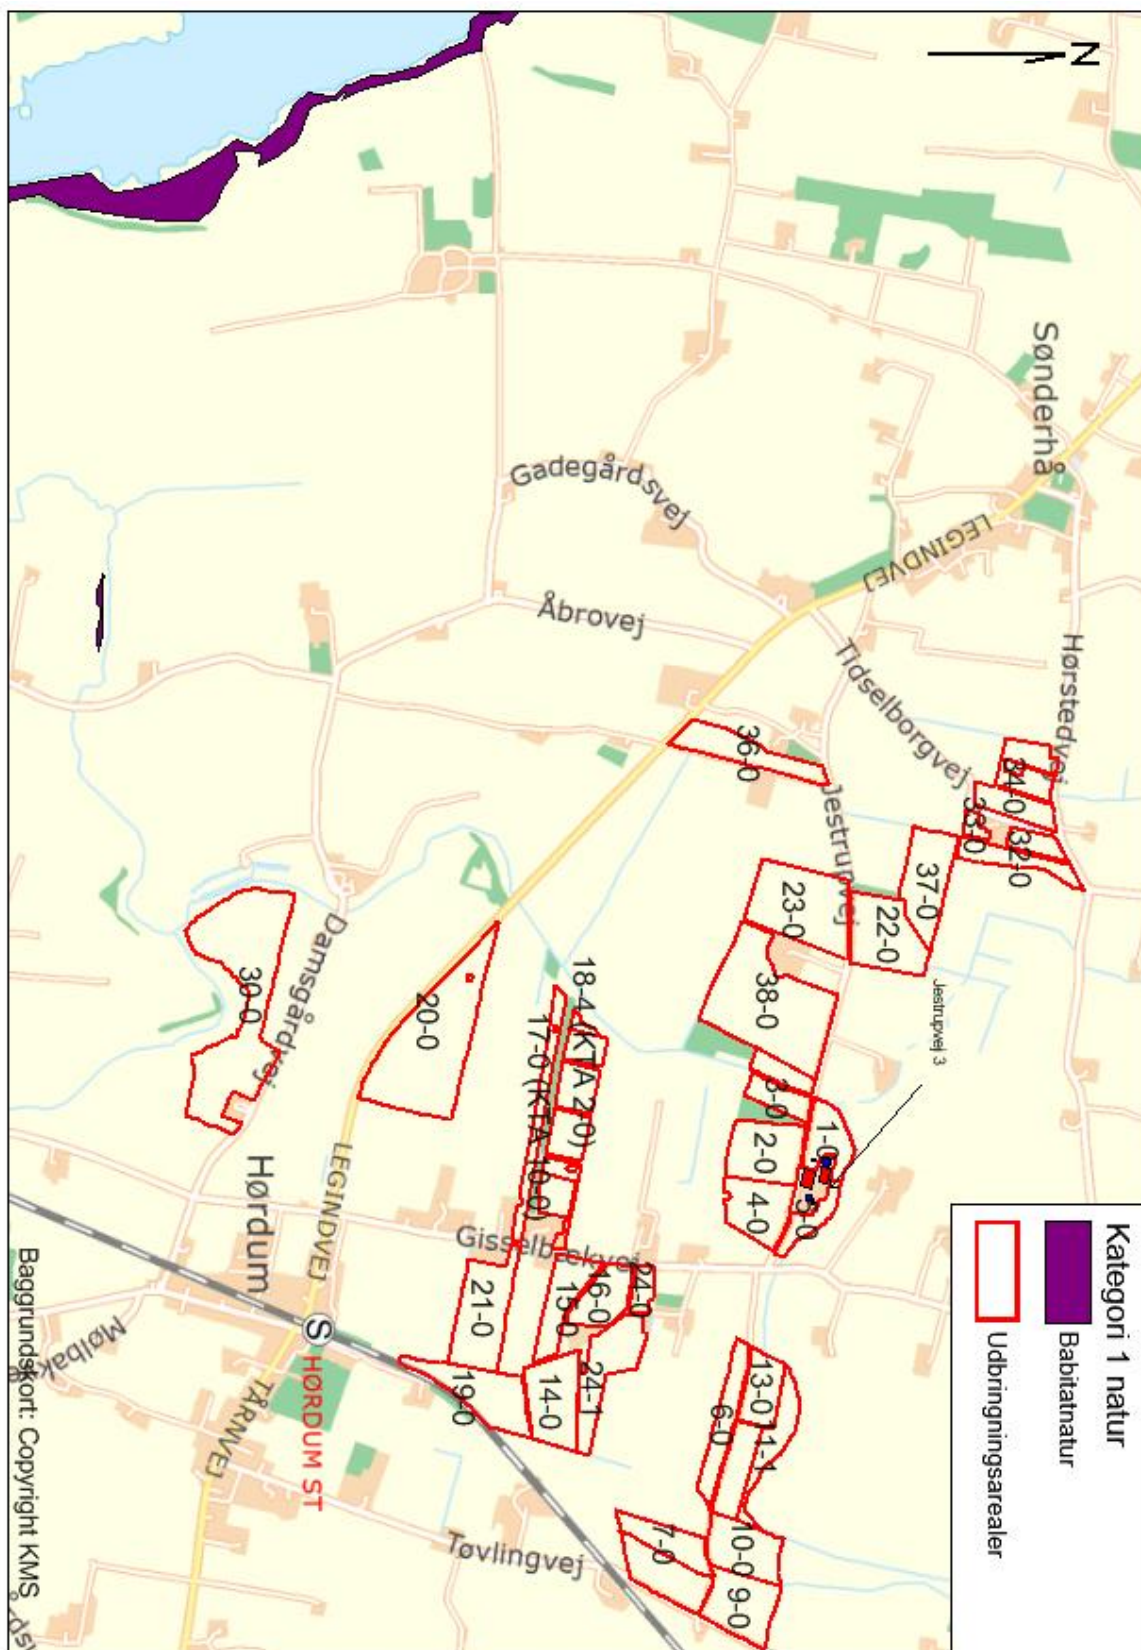 N
Kategori 1 natur
Babitatnatur
Udbringningsarealer
Sønderhå
Hørstedvej
LEGINDVEJ
Gadegårdsvej
Åbrovej
Tidselborgvej
Jestrupvej
Jestrupvej 3
34-0
33-0
32-0
37-0
36-0
22-0
23-0
38-0
3-0
1-0
2-0
5-0
4-0
18-4 (KTA 2-0)
17-0 (KTA 10-0)
20-0
30-0
Damsgårdvej
Gisselbækvej
24-0
16-0
15-0
21-0
24-1
14-0
19-0
13-0
11-1
6-0
10-0
9-0
7-0
LEGINDVEJ
Hørdum
S
HØRDUM ST
TÅRNVEJ
Tøvlingvej
Mølbak
Baggrundskort: Copyright KMS